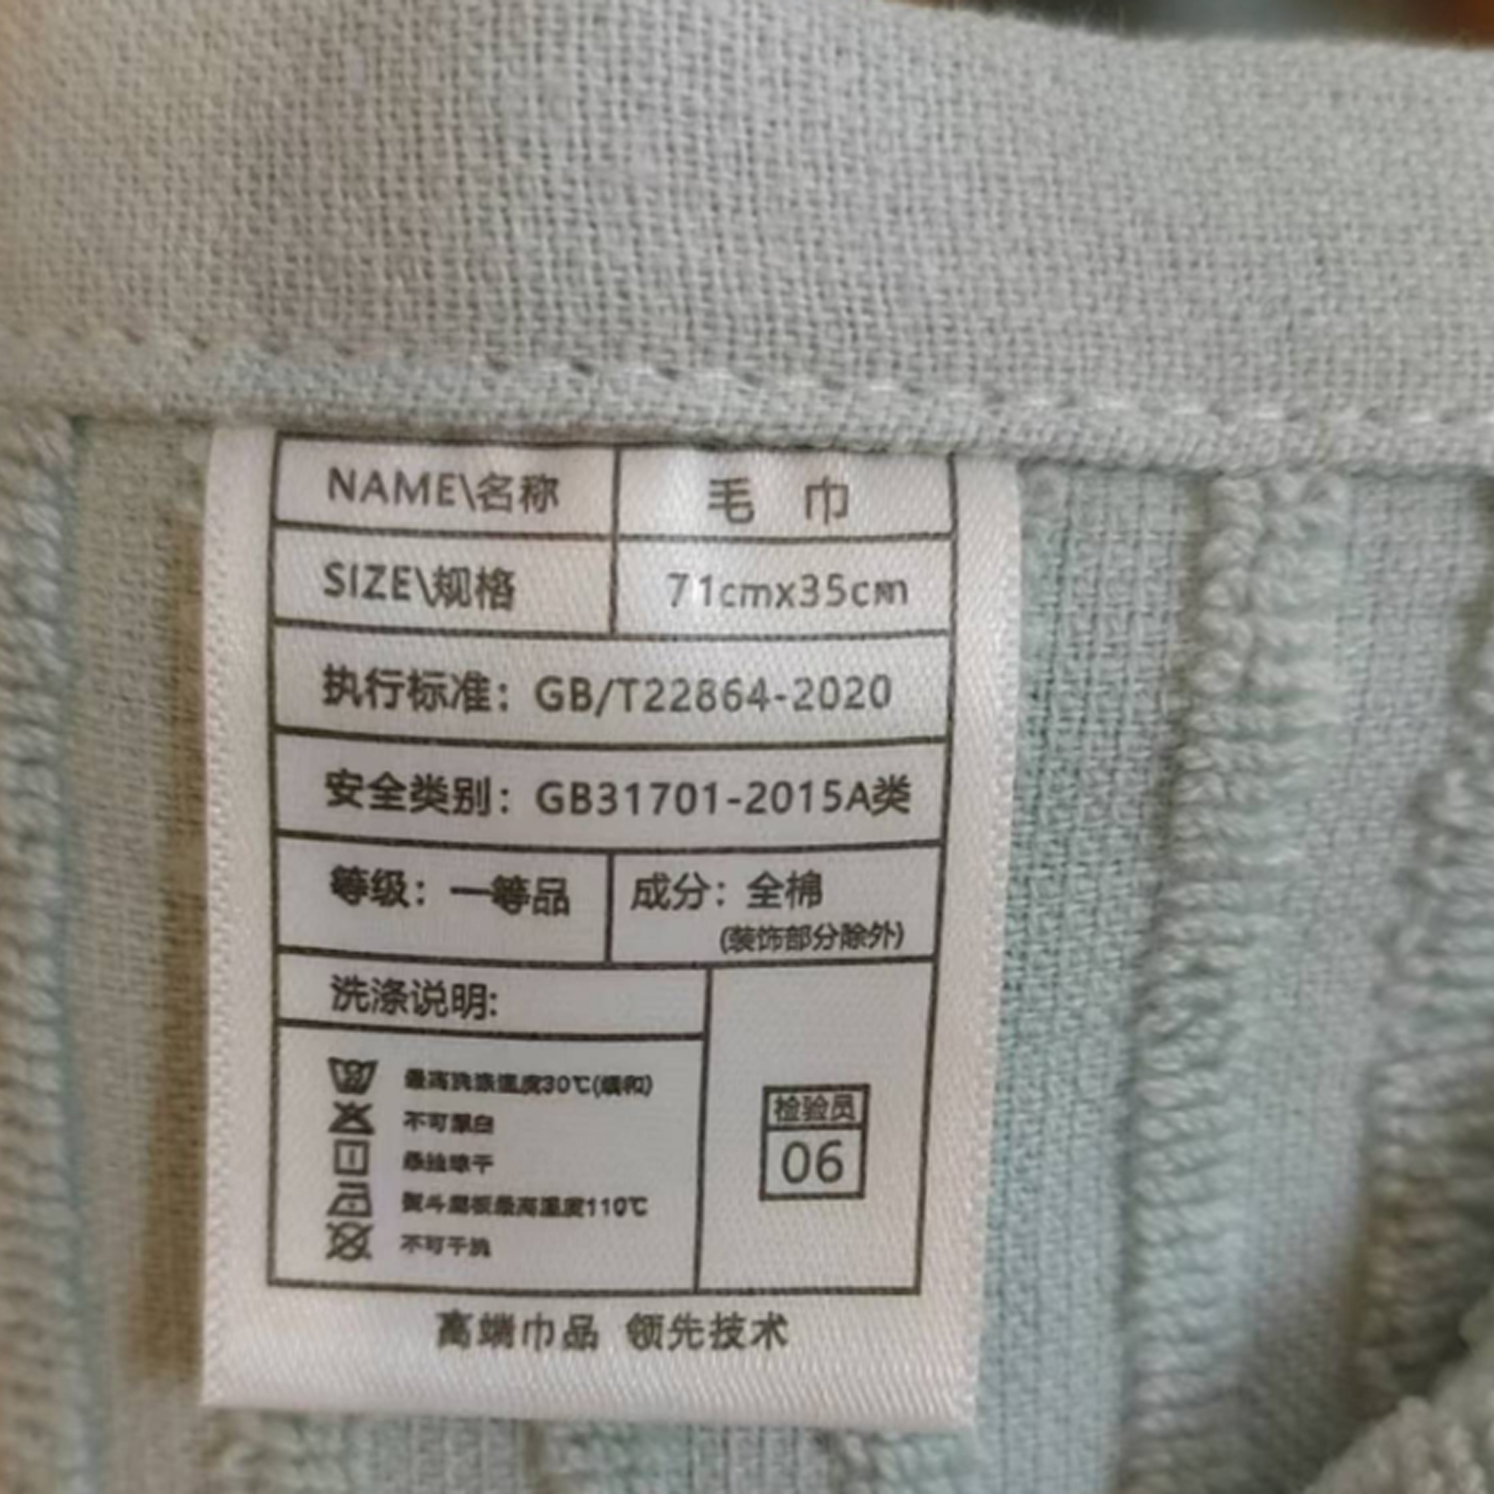 NAME\名称 毛 巾
SIZE\规格 71cmx35cm
执行标准：GB/T22864-2020
安全类别：GB31701-2015A类
等级：一等品 成分：全棉
(装饰部分除外)
洗涤说明:
最高洗涤温度30℃(缓和)
不可漂白
悬挂晾干
熨斗底板最高温度110℃
不可干洗
检验员
06
高端巾品 领先技术